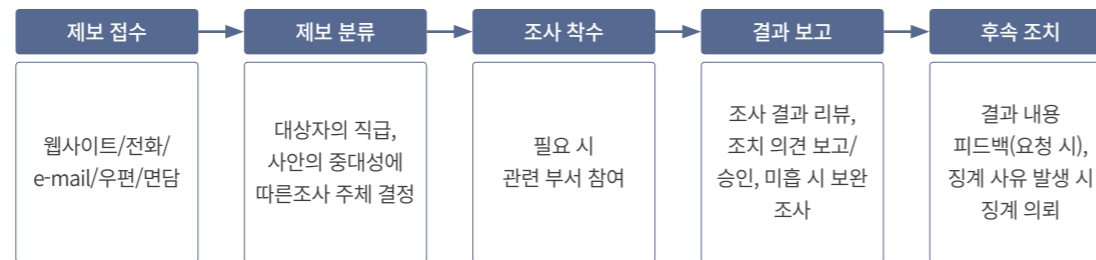 제보 접수
제보 분류
조사 착수
결과 보고
후속 조치
웹사이트/전화/
e-mail/우편/면담
대상자의 직급,
사안의 중대성에
따른조사 주체 결정
필요 시
관련 부서 참여
조사 결과 리뷰,
조치 의견 보고/
승인, 미흡 시 보완
조사
결과 내용
피드백(요청 시),
징계 사유 발생 시
징계 의뢰